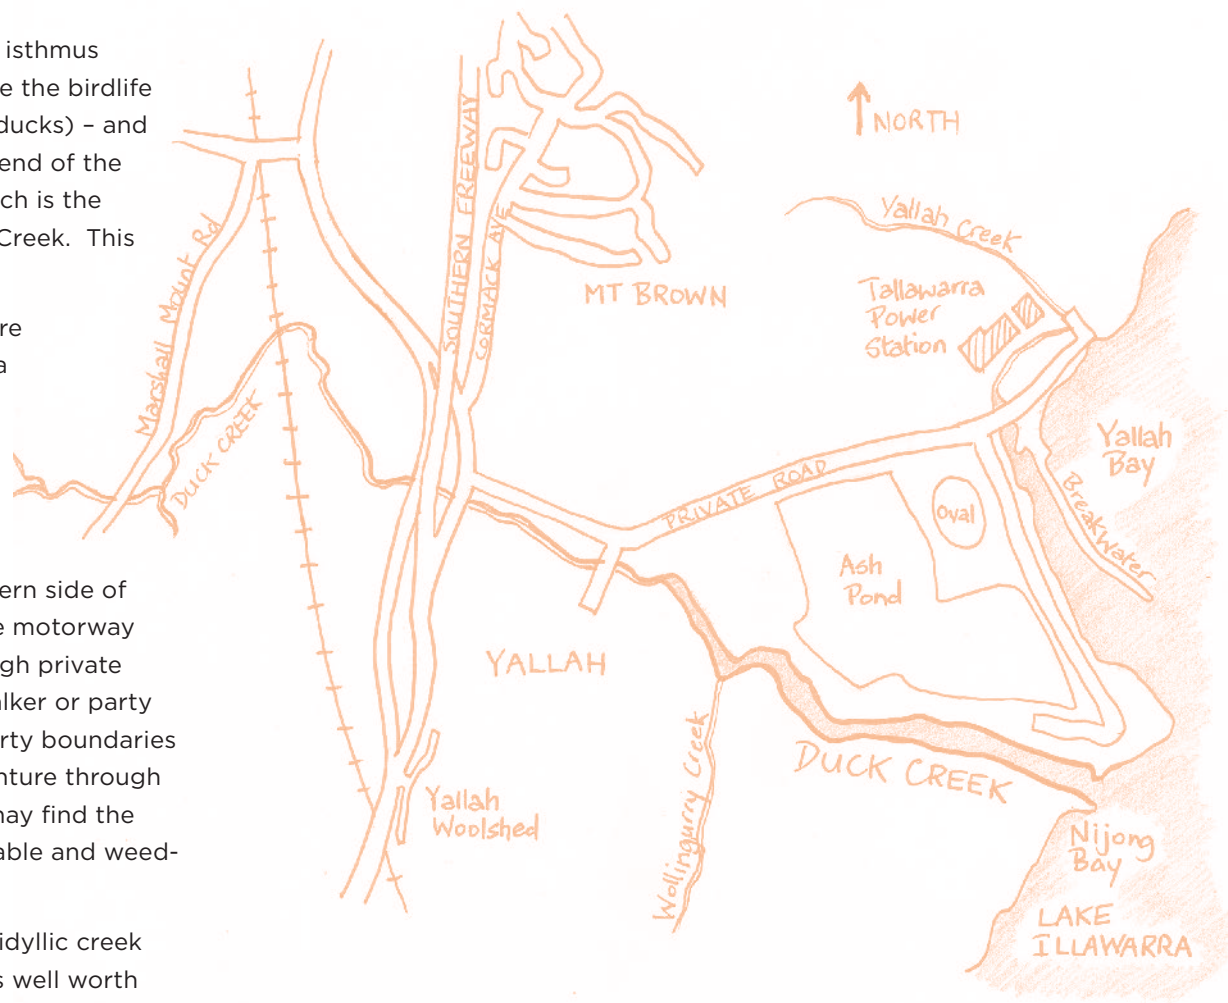 isthmus
e the birdlife
ducks) – and
end of the
ch is the
Creek.  This
re
a
ern side of
e motorway
gh private
alker or party
rty boundaries
nture through
nay find the
able and weed-
idyllic creek
s well worth
NORTH
SOUTHERN FREEWAY
CORMACK AVE
Marshall Mount Rd
DUCK CREEK
MT BROWN
Yallah Creek
Tallawarra
Power
Station
Yallah
Bay
Breakwater
PRIVATE ROAD
Oval
Ash
Pond
YALLAH
Wollingurry Creek
DUCK CREEK
Yallah
Woolshed
Nijong
Bay
LAKE
ILLAWARRA